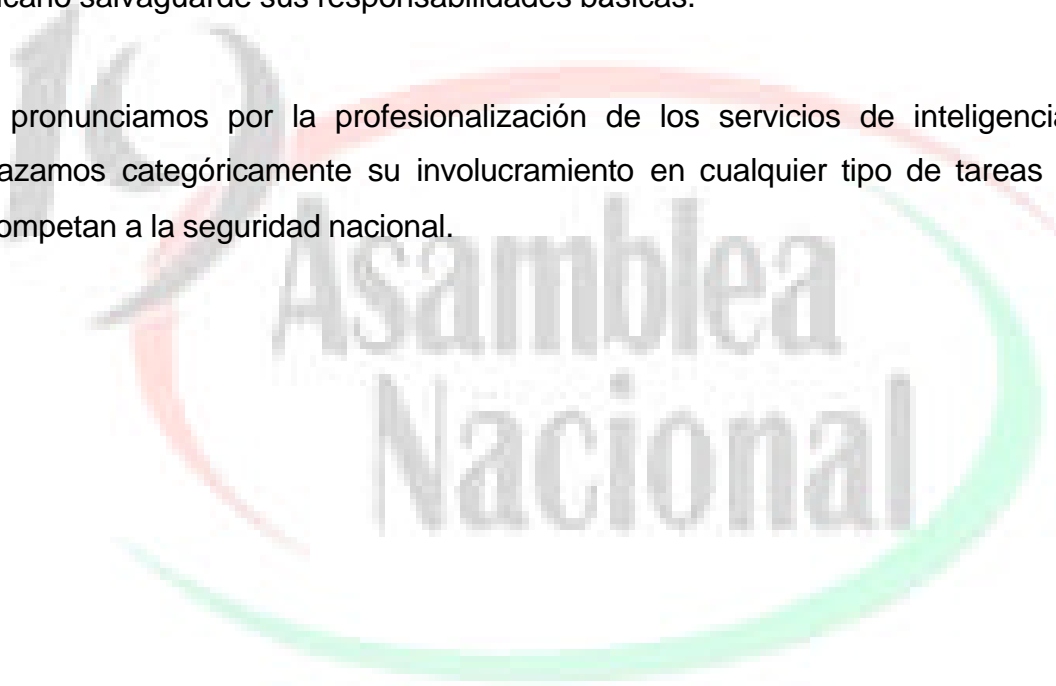 icano salvaguarde sus responsabilidades básicas.
pronunciamos por la profesionalización de los servicios de inteligencia
azamos categóricamente su involucramiento en cualquier tipo de tareas
ompetan a la seguridad nacional.
19
Asamblea
Nacional